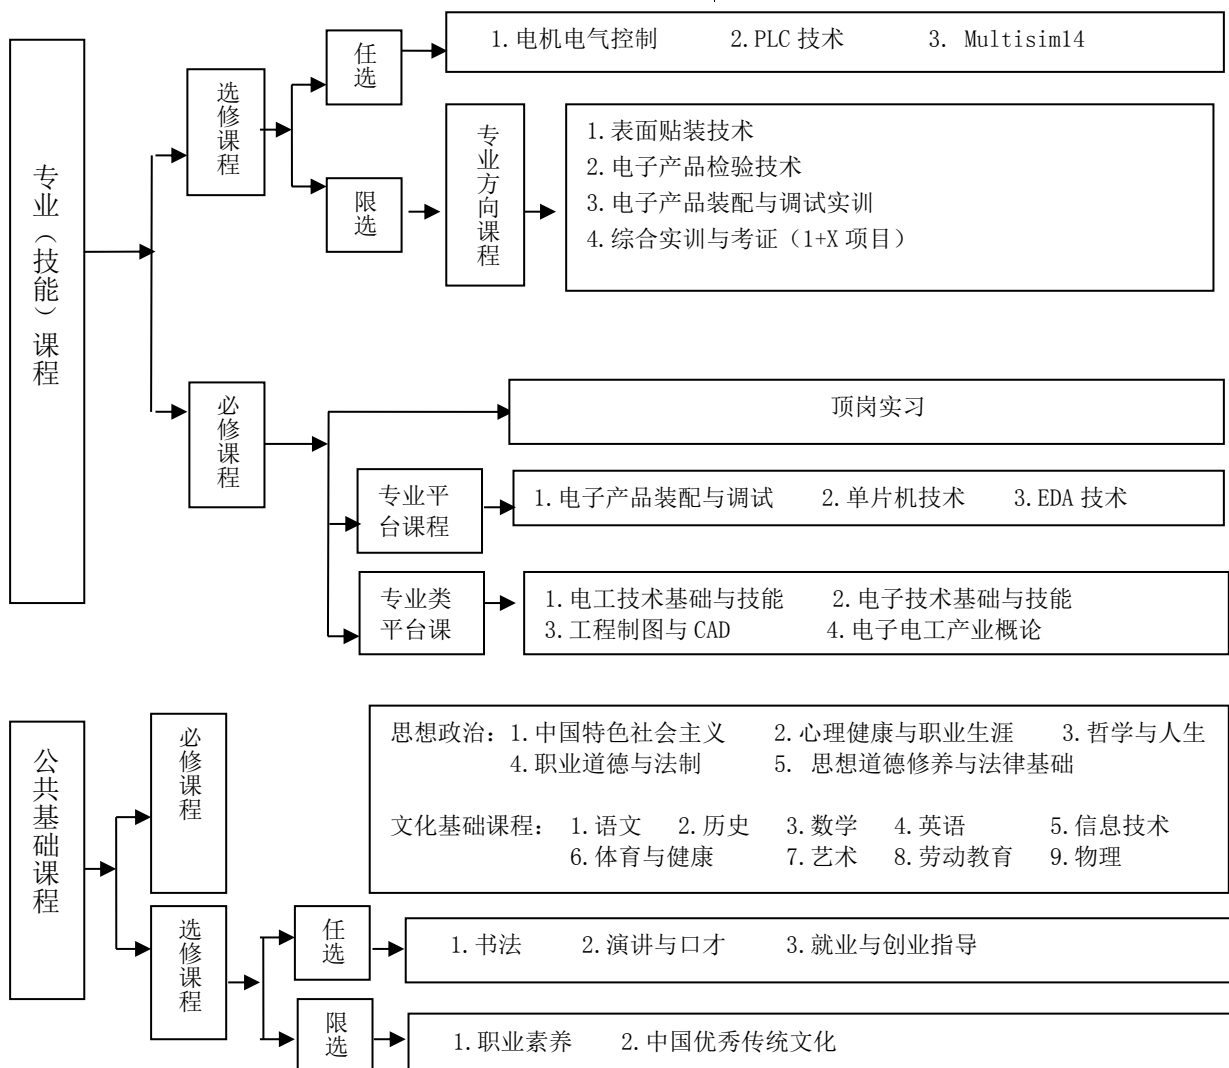 专业（技能）课程
选修课程
任选
1.电机电气控制 2.PLC 技术 3. Multisim14
限选
专业方向课程
1.表面贴装技术
2.电子产品检验技术
3.电子产品装配与调试实训
4.综合实训与考证（1+X 项目）
必修课程
顶岗实习
专业平
台课程
1.电子产品装配与调试 2.单片机技术 3.EDA 技术
专业类
平台课
1.电工技术基础与技能 2.电子技术基础与技能
3.工程制图与 CAD 4.电子电工产业概论
公共基础课程
必修课程
思想政治：1.中国特色社会主义 2.心理健康与职业生涯 3.哲学与人生
4.职业道德与法制 5. 思想道德修养与法律基础
文化基础课程： 1.语文 2.历史 3.数学 4.英语 5.信息技术
6.体育与健康 7.艺术 8.劳动教育 9.物理
选修课程
任选
1.书法 2.演讲与口才 3.就业与创业指导
限选
1.职业素养 2.中国优秀传统文化